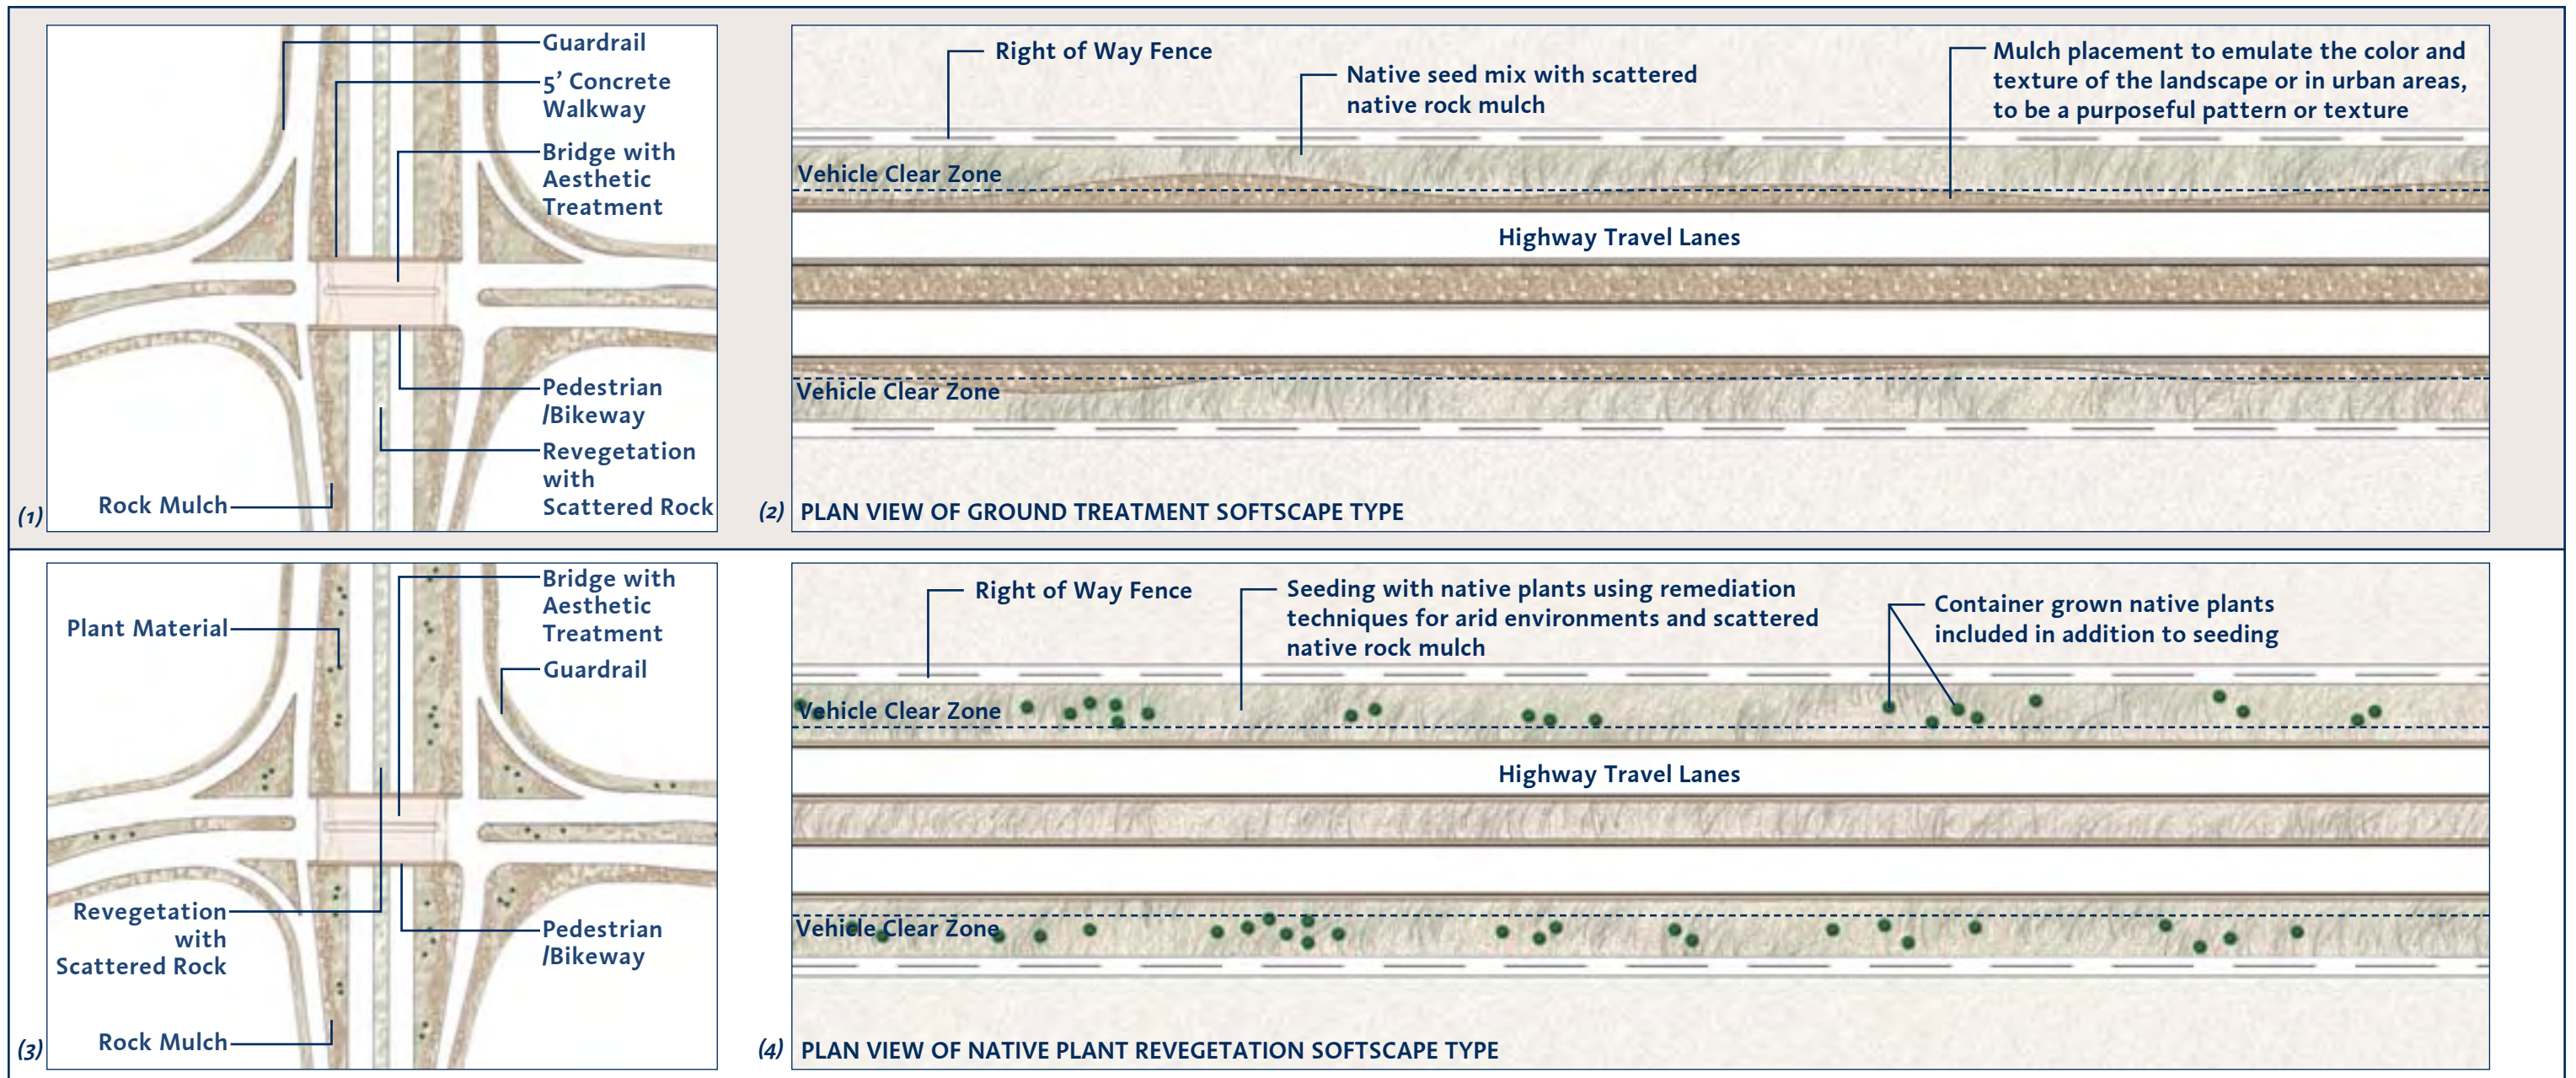 Guardrail
5’ Concrete
Walkway
Bridge with
Aesthetic
Treatment
Pedestrian
/Bikeway
Revegetation
with
Scattered Rock
Rock Mulch
(1)
Right of Way Fence
Native seed mix with scattered
native rock mulch
Mulch placement to emulate the color and
texture of the landscape or in urban areas,
to be a purposeful pattern or texture
Vehicle Clear Zone
Highway Travel Lanes
Vehicle Clear Zone
(2) PLAN VIEW OF GROUND TREATMENT SOFTSCAPE TYPE
Bridge with
Aesthetic
Treatment
Plant Material
Guardrail
Revegetation
with
Scattered Rock
Pedestrian
/Bikeway
Rock Mulch
(3)
Right of Way Fence
Seeding with native plants using remediation
techniques for arid environments and scattered
native rock mulch
Container grown native plants
included in addition to seeding
Vehicle Clear Zone
Highway Travel Lanes
Vehicle Clear Zone
(4) PLAN VIEW OF NATIVE PLANT REVEGETATION SOFTSCAPE TYPE